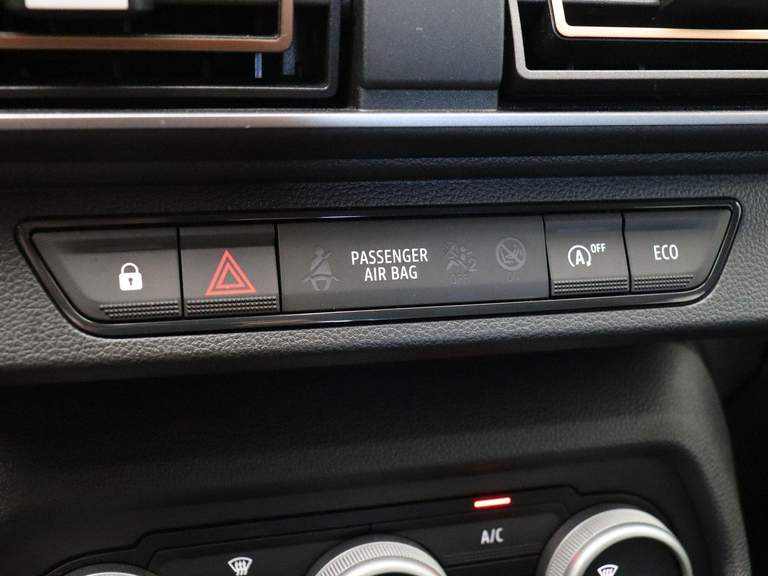 PASSENGER
AIR BAG
A OFF
ECO
A/C